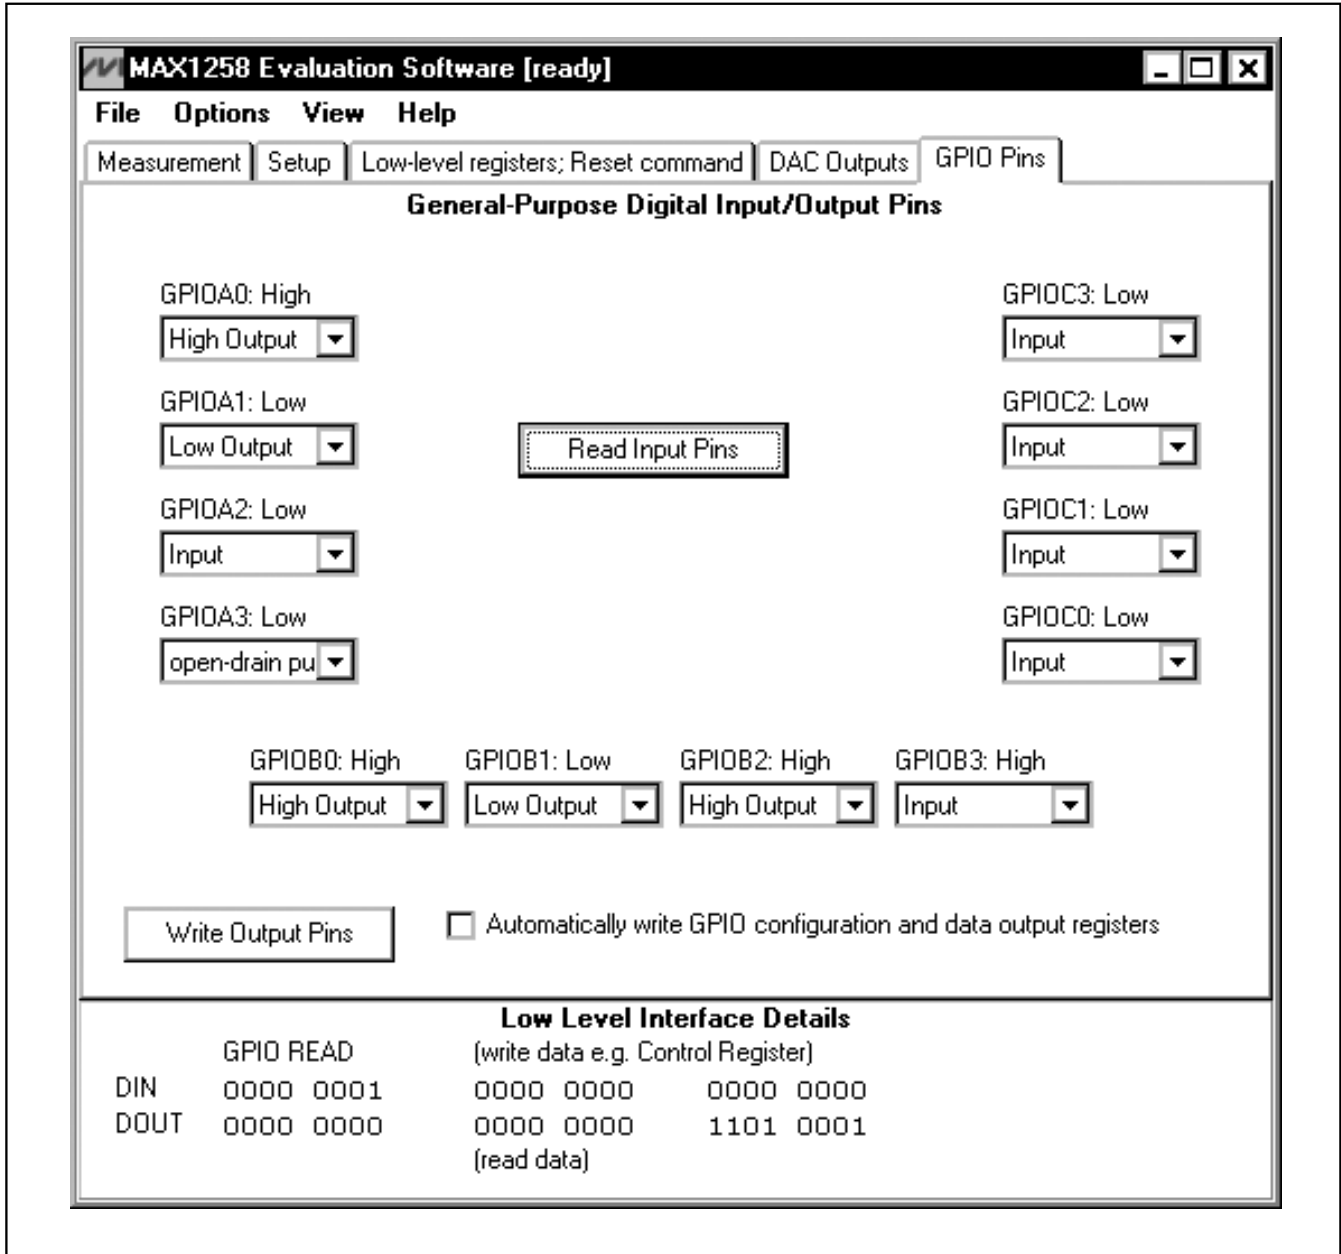 MAX1258 Evaluation Software [ready]
File Options View Help
Measurement Setup Low-level registers; Reset command DAC Outputs GPIO Pins
General-Purpose Digital Input/Output Pins
GPIOA0: High GPIOC3: Low
High Output Input
GPIOA1: Low GPIOC2: Low
Low Output Read Input Pins Input
GPIOA2: Low GPIOC1: Low
Input Input
GPIOA3: Low GPIOC0: Low
open-drain pu Input
GPIOB0: High GPIOB1: Low GPIOB2: High GPIOB3: High
High Output Low Output High Output Input
Write Output Pins Automatically write GPIO configuration and data output registers
Low Level Interface Details
GPIO READ (write data e.g. Control Register)
DIN 0000 0001 0000 0000 0000 0000
DOUT 0000 0000 0000 0000 1101 0001
(read data)